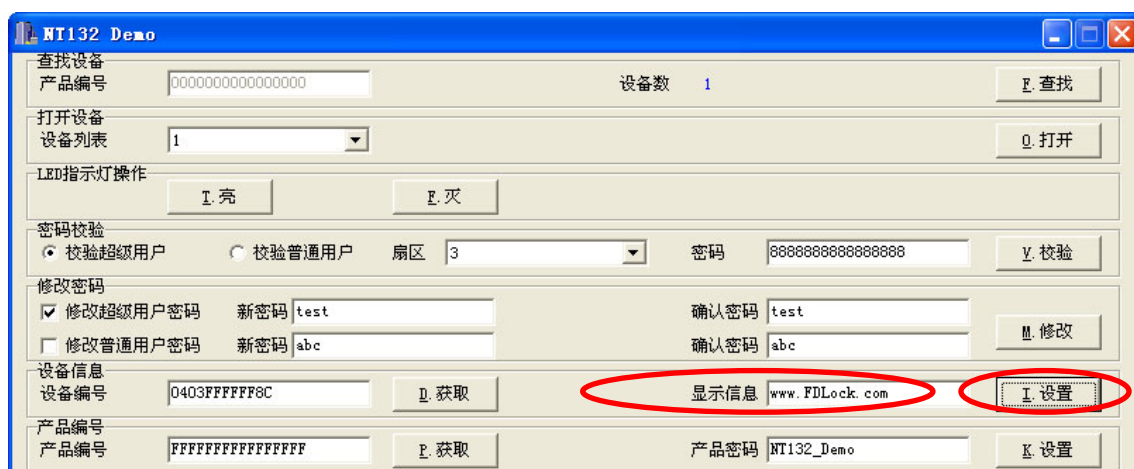 NT132 Demo
查找设备
产品编号 0000000000000000 设备数 1 F.查找
打开设备
设备列表 1 O.打开
LED指示灯操作
T.亮 E.灭
密码校验
校验超级用户 校验普通用户 扇区 3 密码 8888888888888888 V.校验
修改密码
修改超级用户密码 新密码 test 确认密码 test
M.修改
修改普通用户密码 新密码 abc 确认密码 abc
设备信息
设备编号 0403FFFFFF8C D.获取 显示信息 www.FDLock.com I.设置
产品编号
产品编号 FFFFFFFFFFFFFFFF P.获取 产品密码 NT132_Demo K.设置